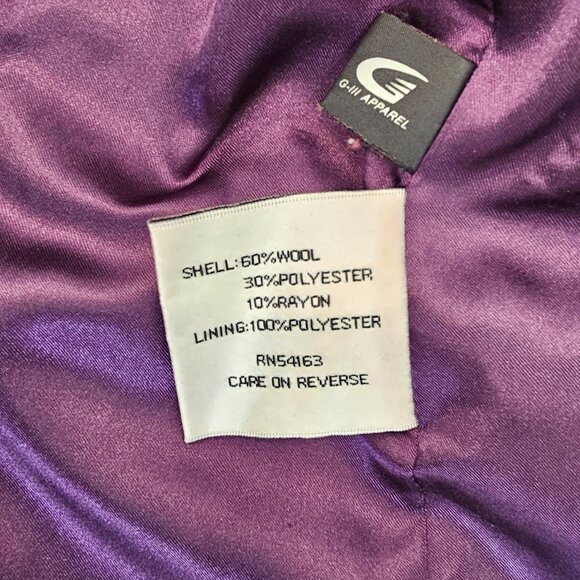 G-III APPAREL
SHELL:60%WOOL
30%POLYESTER
10%RAYON
LINING:100%POLYESTER
RN54163
CARE ON REVERSE